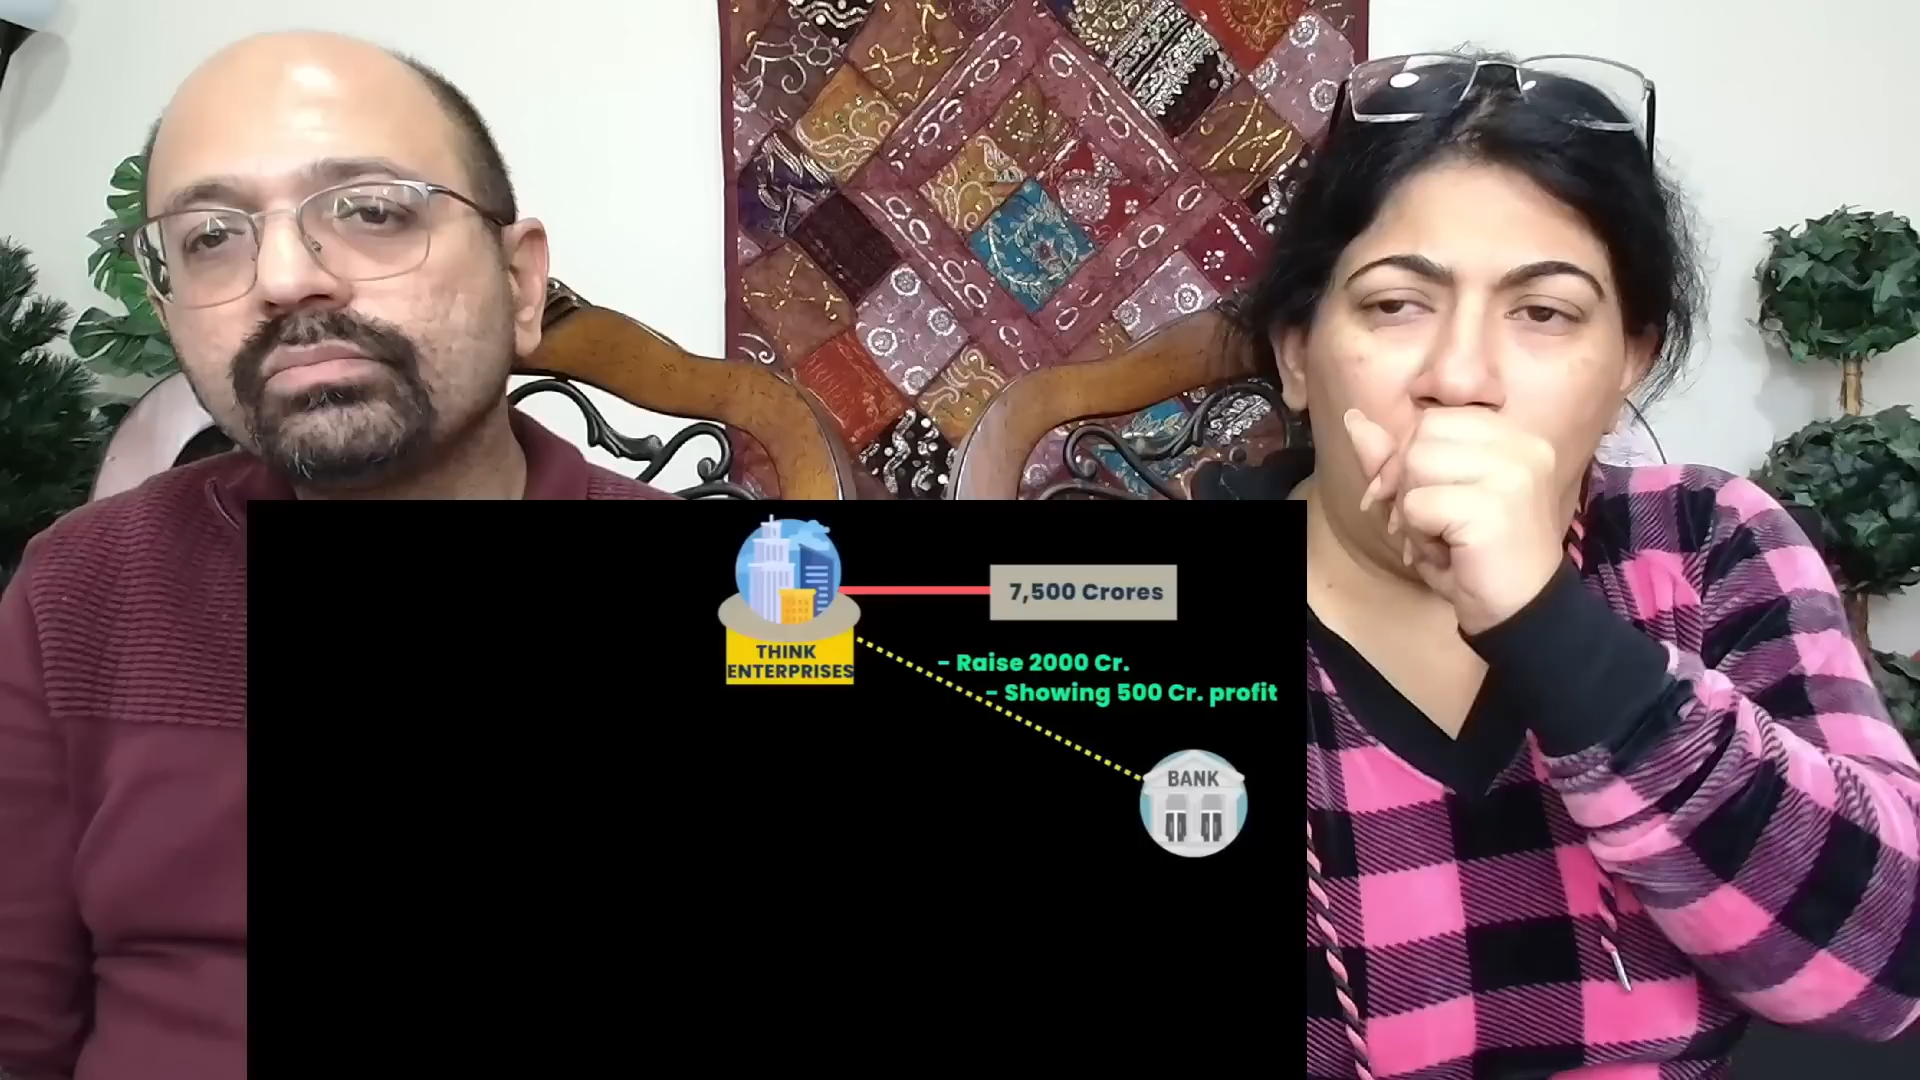 7,500 Crores
THINK
ENTERPRISES
- Raise 2000 Cr.
- Showing 500 Cr. profit
BANK